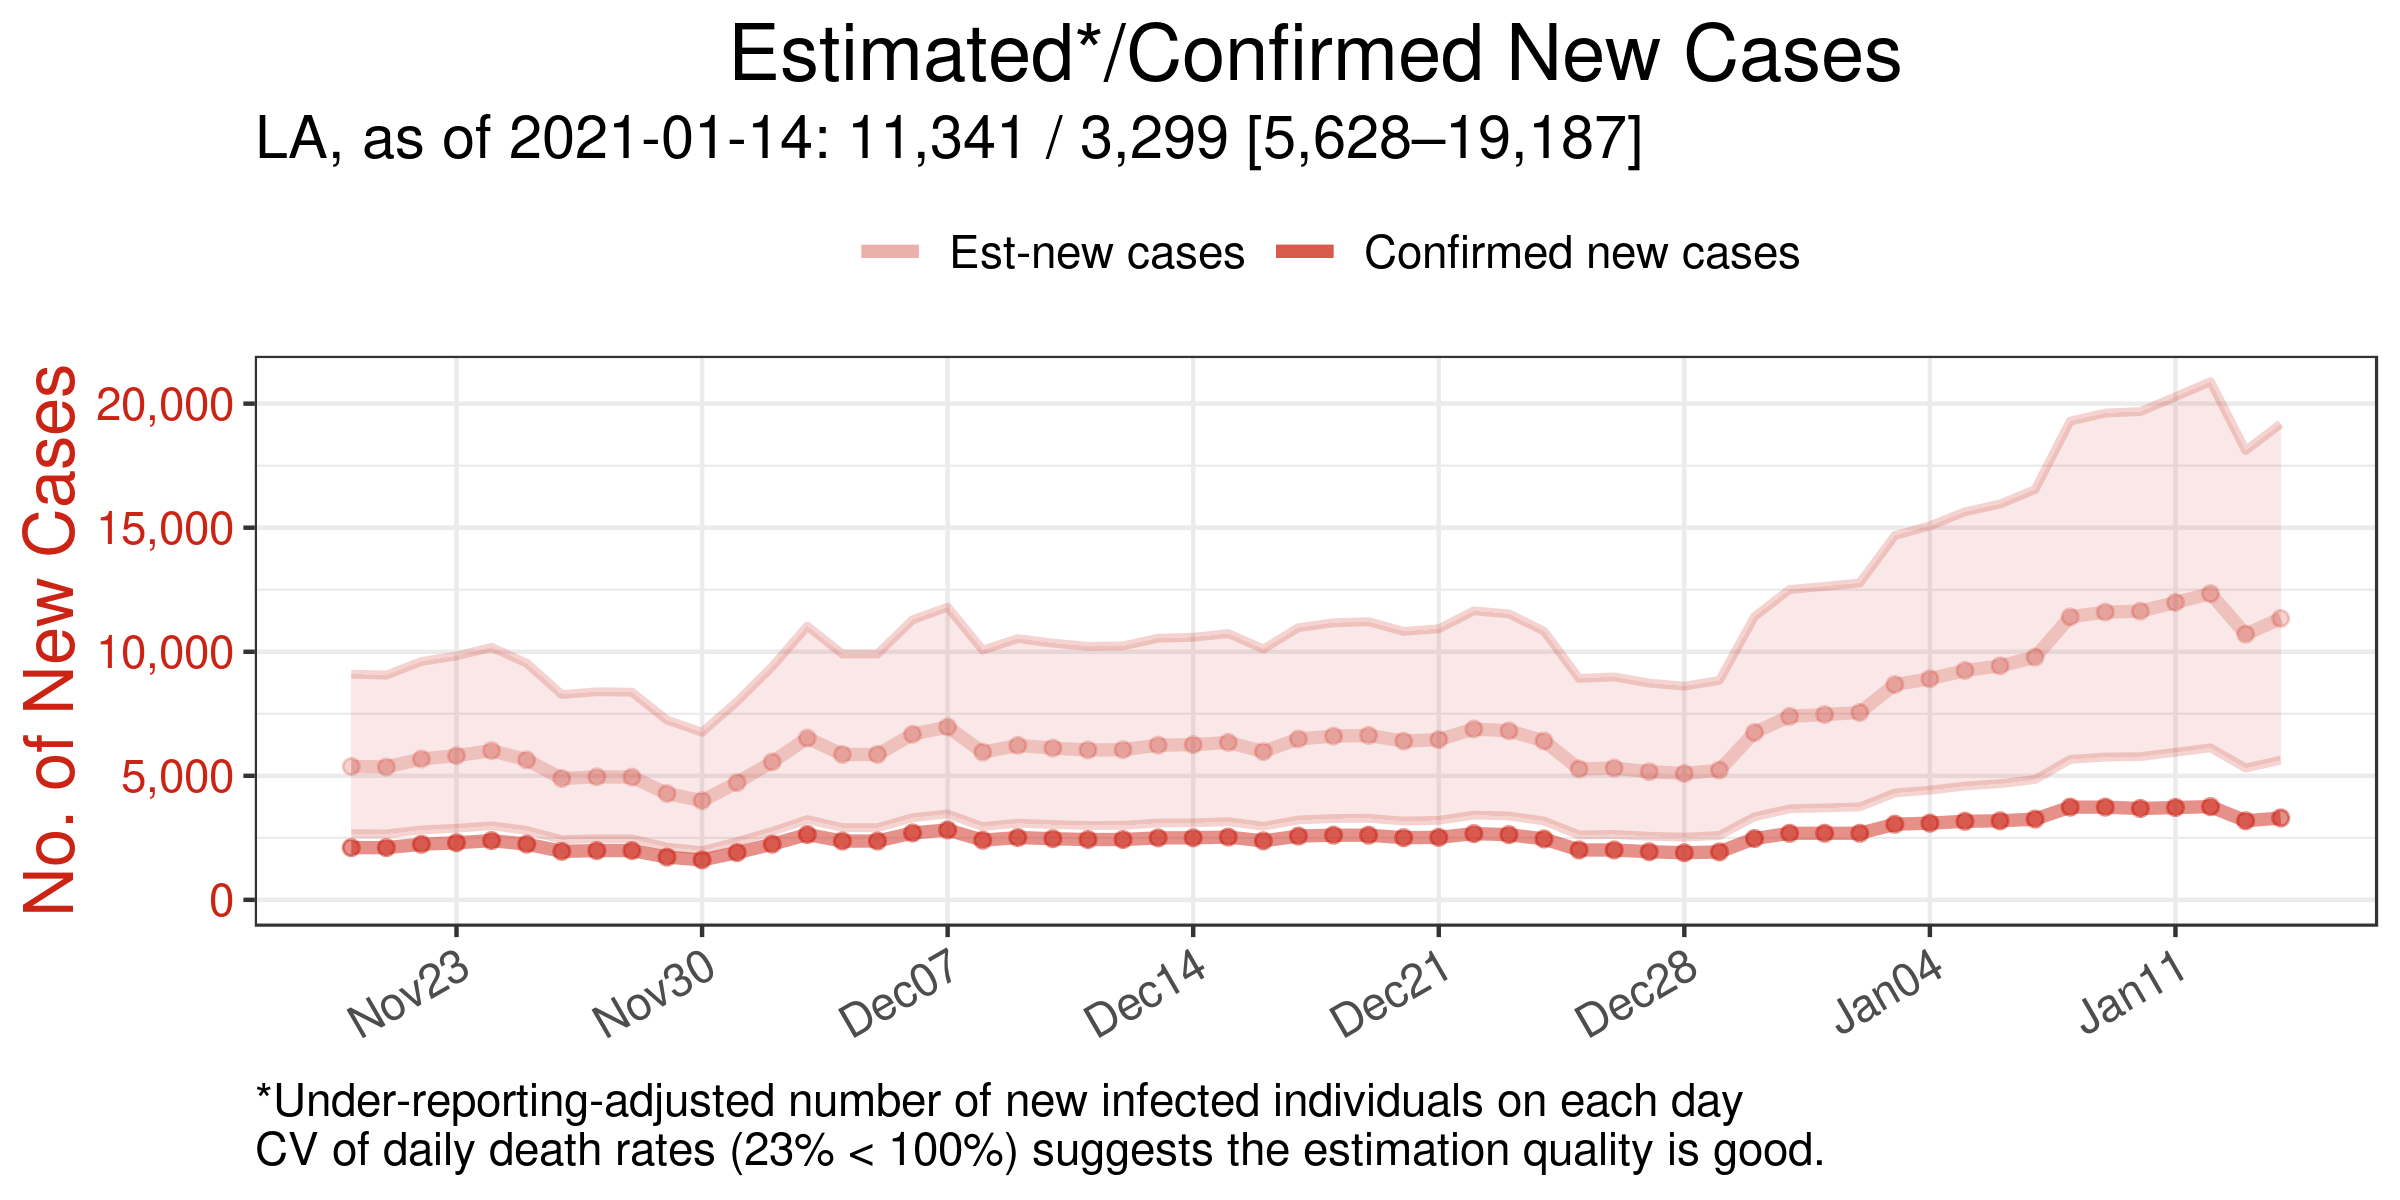 Estimated*/Confirmed New Cases
LA, as of 2021-01-14: 11,341 / 3,299 [5,628–19,187]
Est-new cases
Confirmed new cases
No. of New Cases
20,000
15,000
10,000
5,000
0
Nov23
Nov30
Dec07
Dec14
Dec21
Dec28
Jan04
Jan11
*Under-reporting-adjusted number of new infected individuals on each day
CV of daily death rates (23% < 100%) suggests the estimation quality is good.